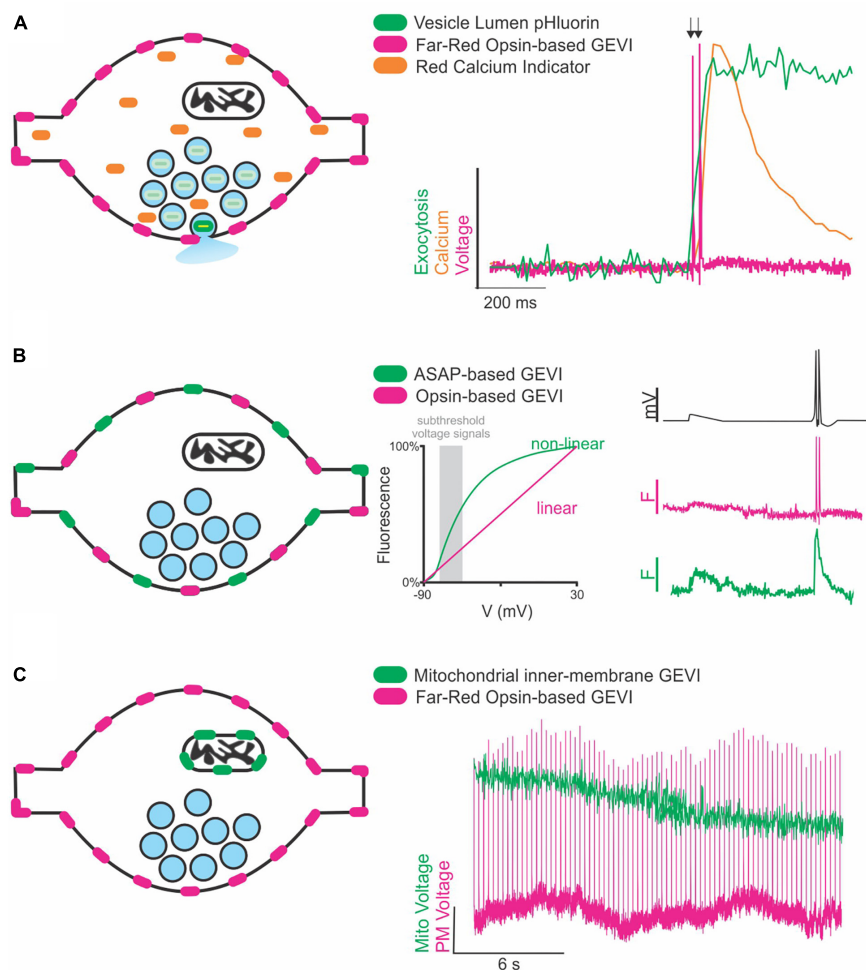 A
Vesicle Lumen pHluorin
Far-Red Opsin-based GEVI
Red Calcium Indicator
Exocytosis
Calcium
Voltage
200 ms
B
ASAP-based GEVI
Opsin-based GEVI
subthreshold
voltage signals
100%
non-linear
linear
Fluorescence
0%
-90
30
V (mV)
mV
F
F
C
Mitochondrial inner-membrane GEVI
Far-Red Opsin-based GEVI
Mito Voltage
PM Voltage
6 s